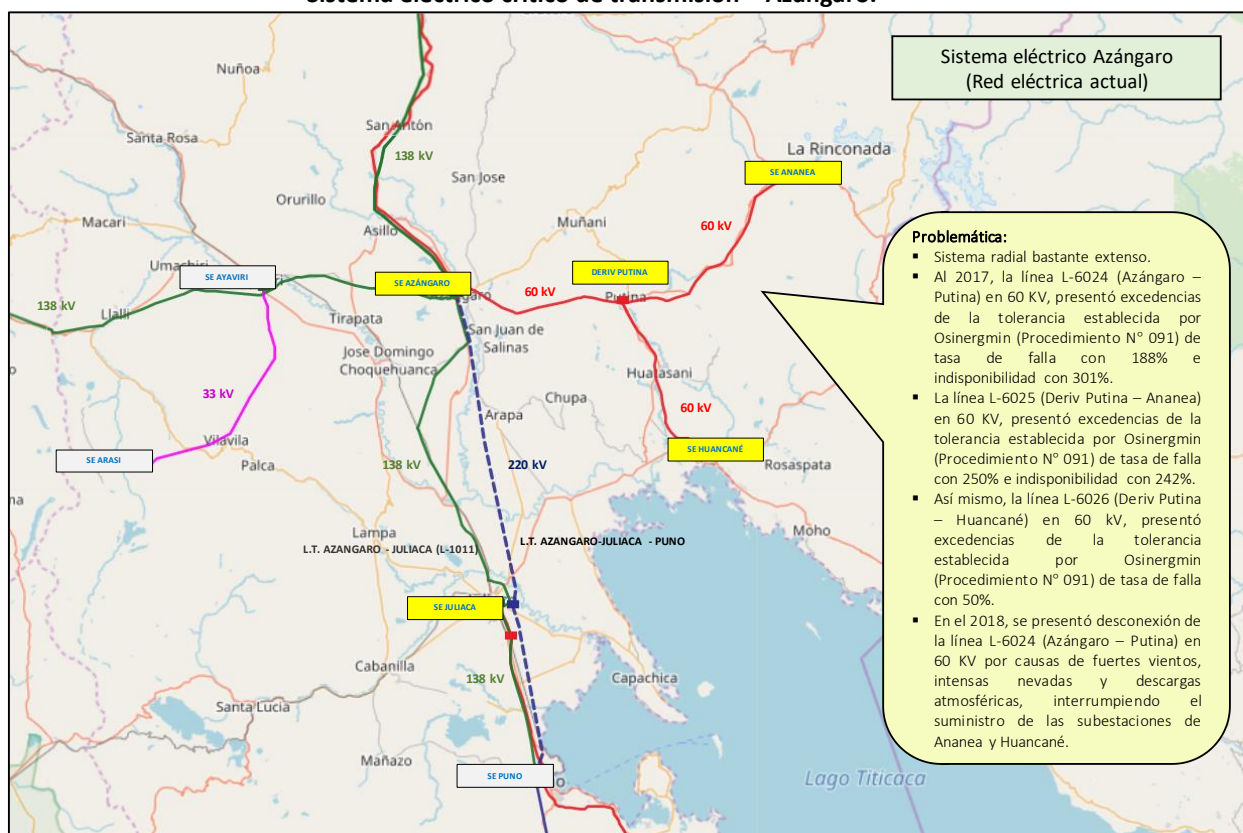 Sistema eléctrico crítico de transmisión – Azángaro.
Sistema eléctrico Azángaro
(Red eléctrica actual)
Nuñoa
Santa Rosa
San Antón
138 kV
La Rinconada
SE ANANEA
San Jose
Orurillo
Macari
Asillo
Muñani
60 kV
Umachiri
SE AYAVIRI
SE AZÁNGARO
DERIV PUTINA
138 kV
Llalli
60 kV
Putina
Tirapata
San Juan de
Salinas
Jose Domingo
Choquehuanca
Huatasani
33 kV
Chupa
60 kV
Arapa
Vilavila
SE ARASI
Palca
138 kV
220 kV
SE HUANCANÉ
Rosaspata
Moho
Lampa
L.T. AZANGARO - JULIACA (L-1011)
L.T. AZANGARO-JULIACA - PUNO
SE JULIACA
Cabanilla
138 kV
Capachica
Santa Lucia
Mañazo
SE PUNO
Lago Titicaca
Problemática:
▪ Sistema radial bastante extenso.
▪ Al 2017, la línea L-6024 (Azángaro –
Putina) en 60 KV, presentó excedencias
de la tolerancia establecida por
Osinergmin (Procedimiento N° 091) de
tasa de falla con 188% e
indisponibilidad con 301%.
▪ La línea L-6025 (Deriv Putina – Ananea)
en 60 KV, presentó excedencias de la
tolerancia establecida por Osinergmin
(Procedimiento N° 091) de tasa de falla
con 250% e indisponibilidad con 242%.
▪ Así mismo, la línea L-6026 (Deriv Putina
– Huancané) en 60 kV, presentó
excedencias de la tolerancia
establecida por Osinergmin
(Procedimiento N° 091) de tasa de falla
con 50%.
▪ En el 2018, se presentó desconexión de
la línea L-6024 (Azángaro – Putina) en
60 KV por causas de fuertes vientos,
intensas nevadas y descargas
atmosféricas, interrumpiendo el
suministro de las subestaciones de
Ananea y Huancané.